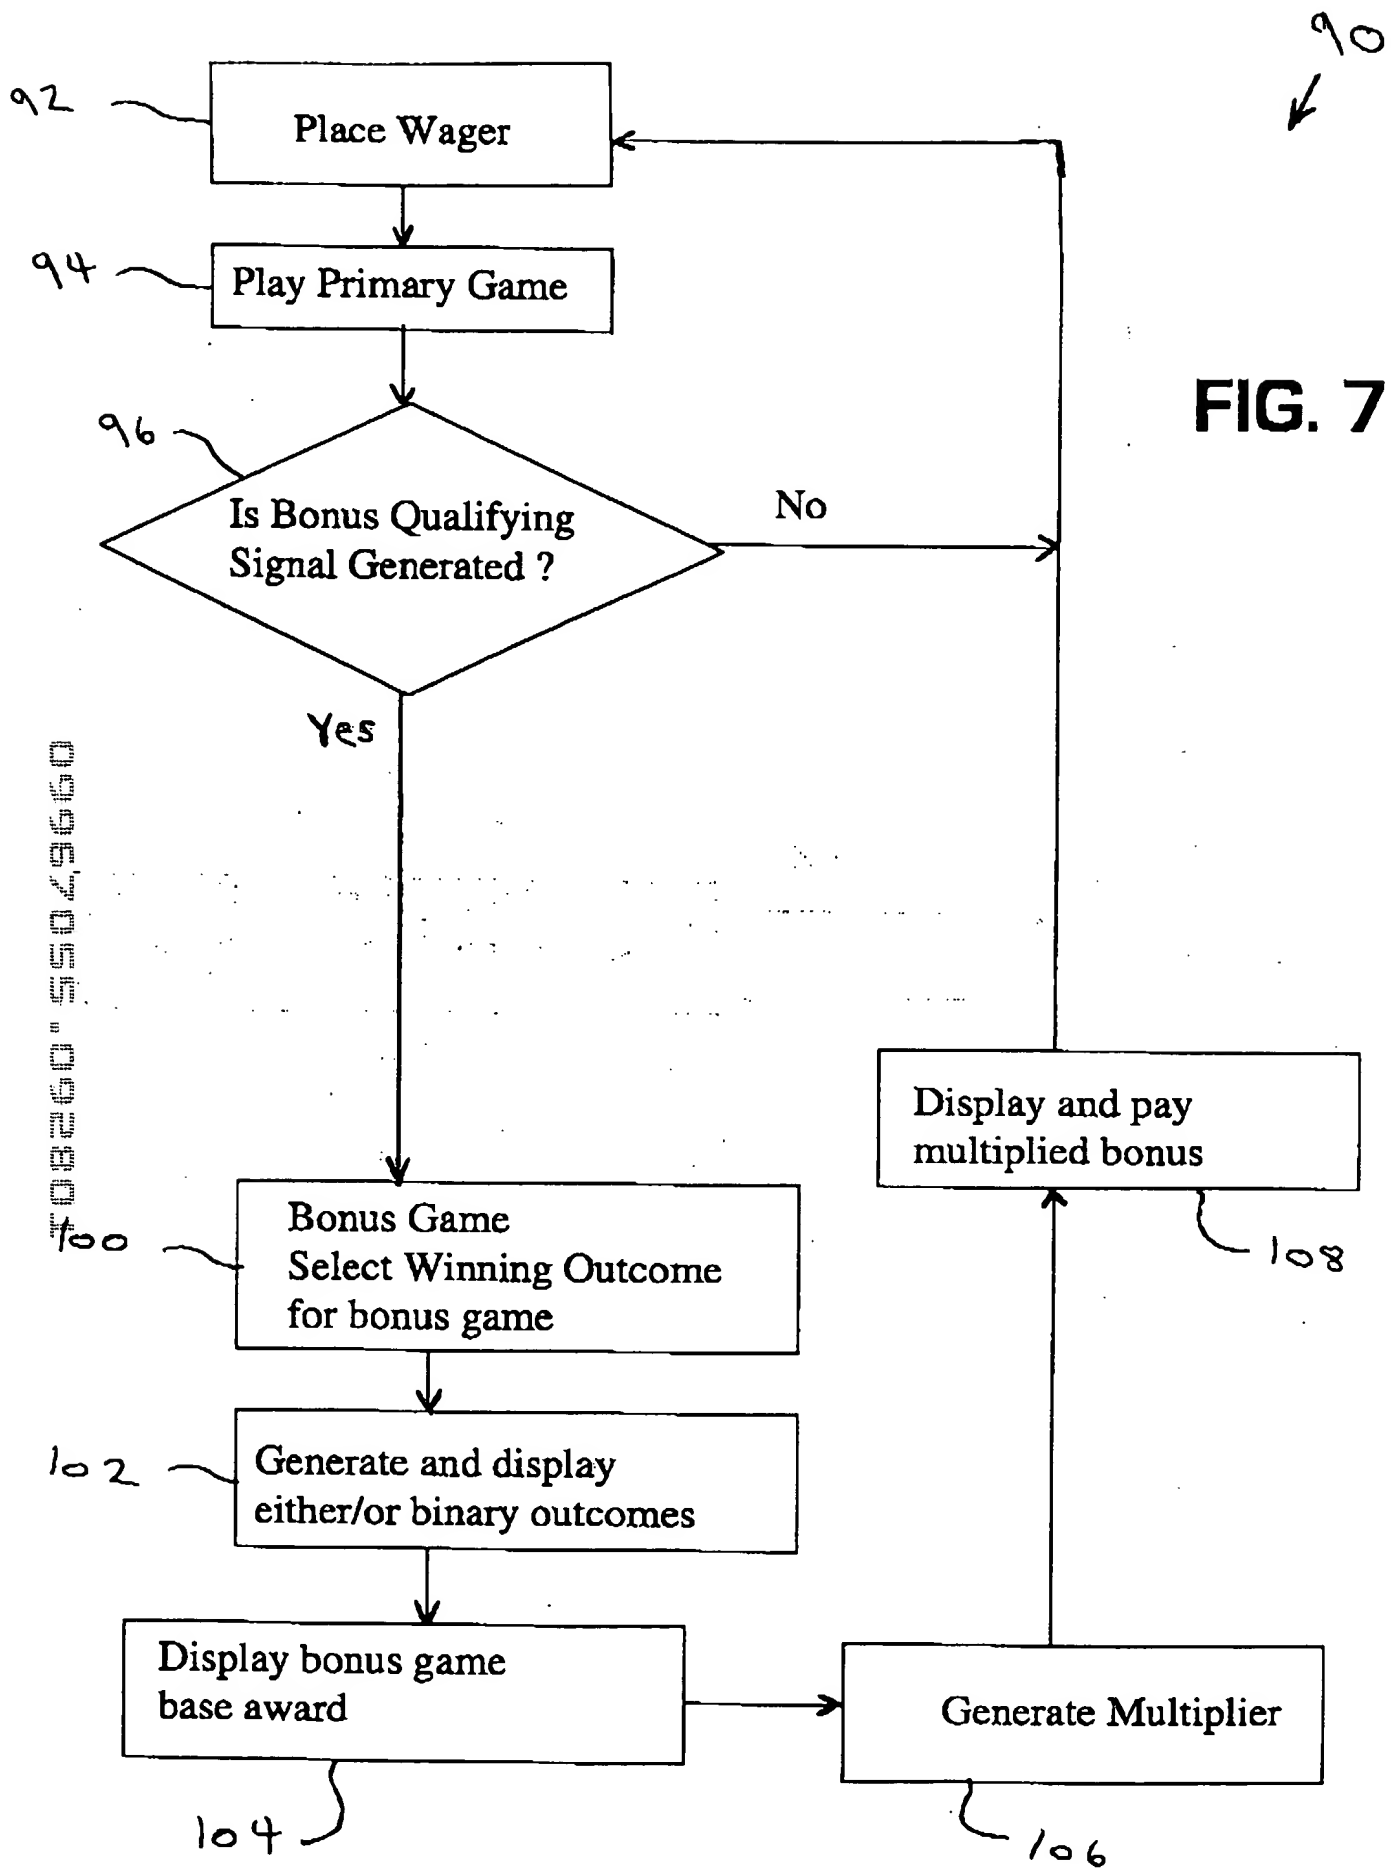 90
92
Place Wager
94
Play Primary Game
FIG. 7
96
Is Bonus Qualifying
Signal Generated ?
No
Yes
Display and pay
multiplied bonus
108
100
Bonus Game
Select Winning Outcome
for bonus game
102
Generate and display
either/or binary outcomes
Display bonus game
base award
104
Generate Multiplier
106